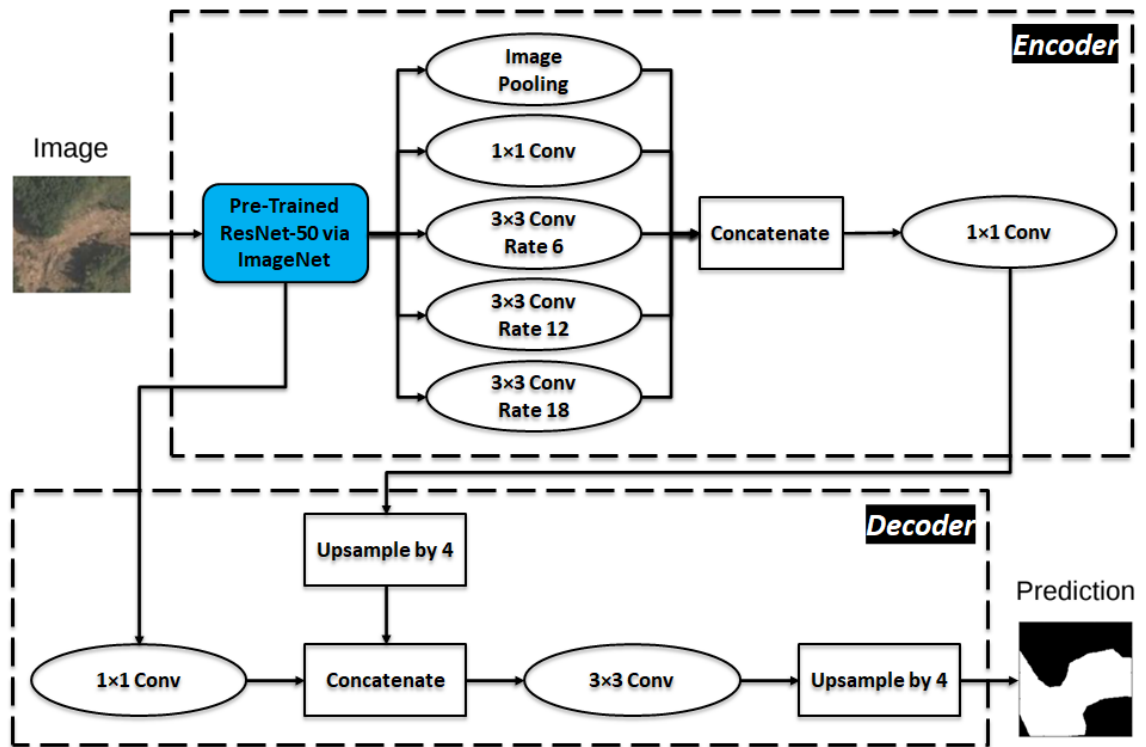 Encoder
Image
Pooling
Image
1×1 Conv
Pre-Trained
ResNet-50 via
ImageNet
3×3 Conv
Rate 6
Concatenate
1×1 Conv
3×3 Conv
Rate 12
3×3 Conv
Rate 18
Decoder
Upsample by 4
Prediction
1×1 Conv
Concatenate
3×3 Conv
Upsample by 4